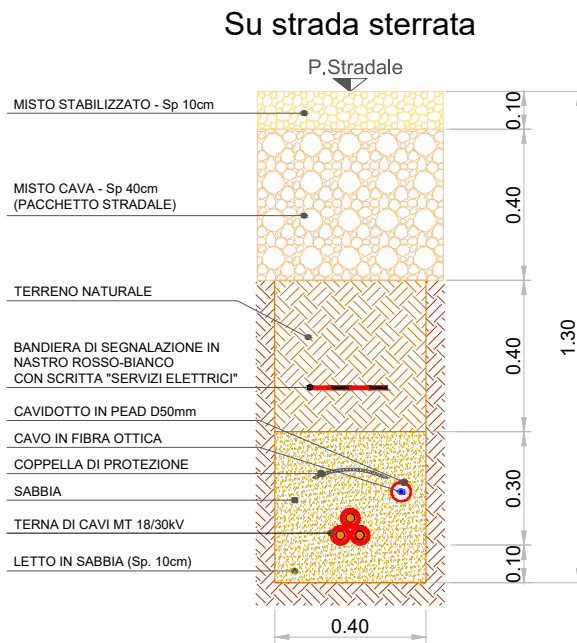 Su strada sterrata
P.Stradale
MISTO STABILIZZATO - Sp 10cm
0.10
MISTO CAVA - Sp 40cm
(PACCHETTO STRADALE)
0.40
TERRENO NATURALE
0.40
1.30
BANDIERA DI SEGNALAZIONE IN
NASTRO ROSSO-BIANCO
CON SCRITTA "SERVIZI ELETTRICI"
CAVIDOTTO IN PEAD D50mm
CAVO IN FIBRA OTTICA
COPPELLA DI PROTEZIONE
SABBIA
0.30
TERNA DI CAVI MT 18/30kV
LETTO IN SABBIA (Sp. 10cm)
0.10
0.40